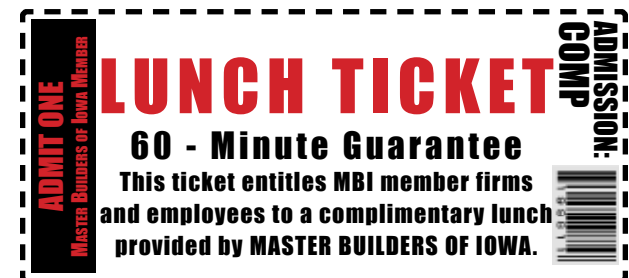 ADMIT ONE
MASTER BUILDERS OF IOWA MEMBER
LUNCH TICKET
60 - Minute Guarantee
This ticket entitles MBI member firms
and employees to a complimentary lunch
provided by MASTER BUILDERS OF IOWA.
ADMISSION:
COMP